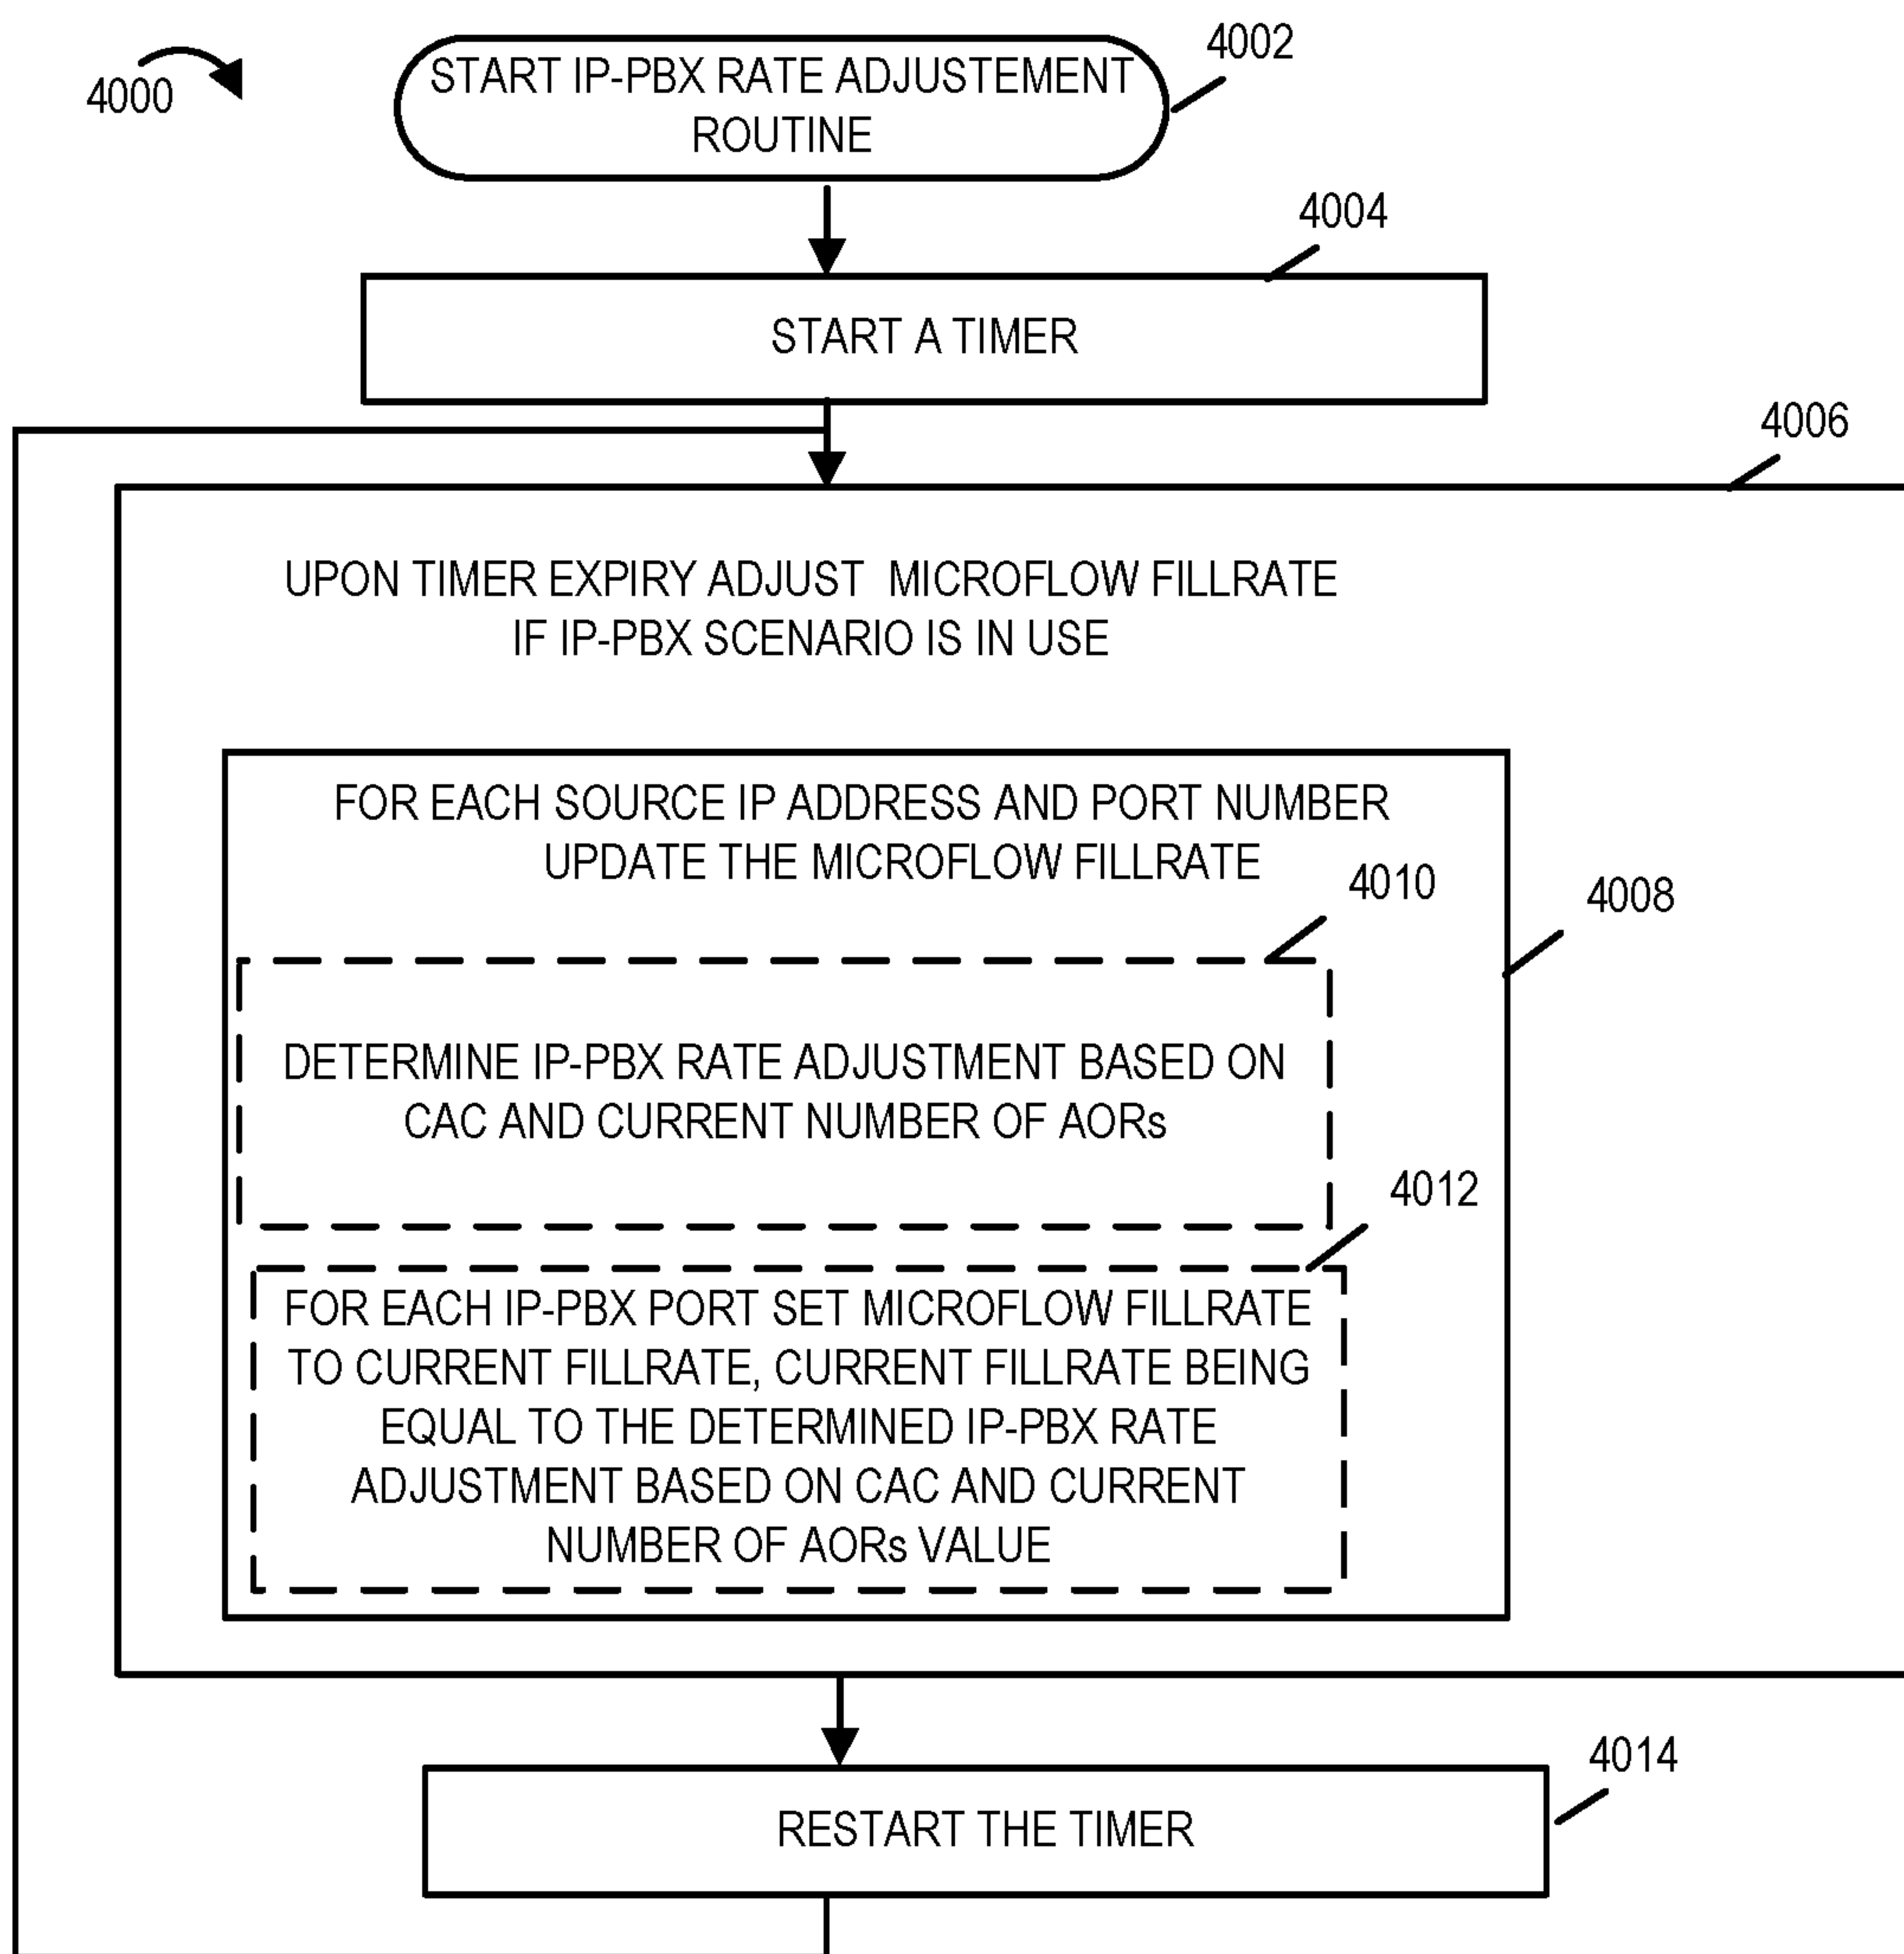 4000
START IP-PBX RATE ADJUSTEMENT
ROUTINE
4002
4004
START A TIMER
4006
UPON TIMER EXPIRY ADJUST MICROFLOW FILLRATE
IF IP-PBX SCENARIO IS IN USE
FOR EACH SOURCE IP ADDRESS AND PORT NUMBER
UPDATE THE MICROFLOW FILLRATE
4008
4010
DETERMINE IP-PBX RATE ADJUSTMENT BASED ON
CAC AND CURRENT NUMBER OF AORs
4012
FOR EACH IP-PBX PORT SET MICROFLOW FILLRATE
TO CURRENT FILLRATE, CURRENT FILLRATE BEING
EQUAL TO THE DETERMINED IP-PBX RATE
ADJUSTMENT BASED ON CAC AND CURRENT
NUMBER OF AORs VALUE
4014
RESTART THE TIMER